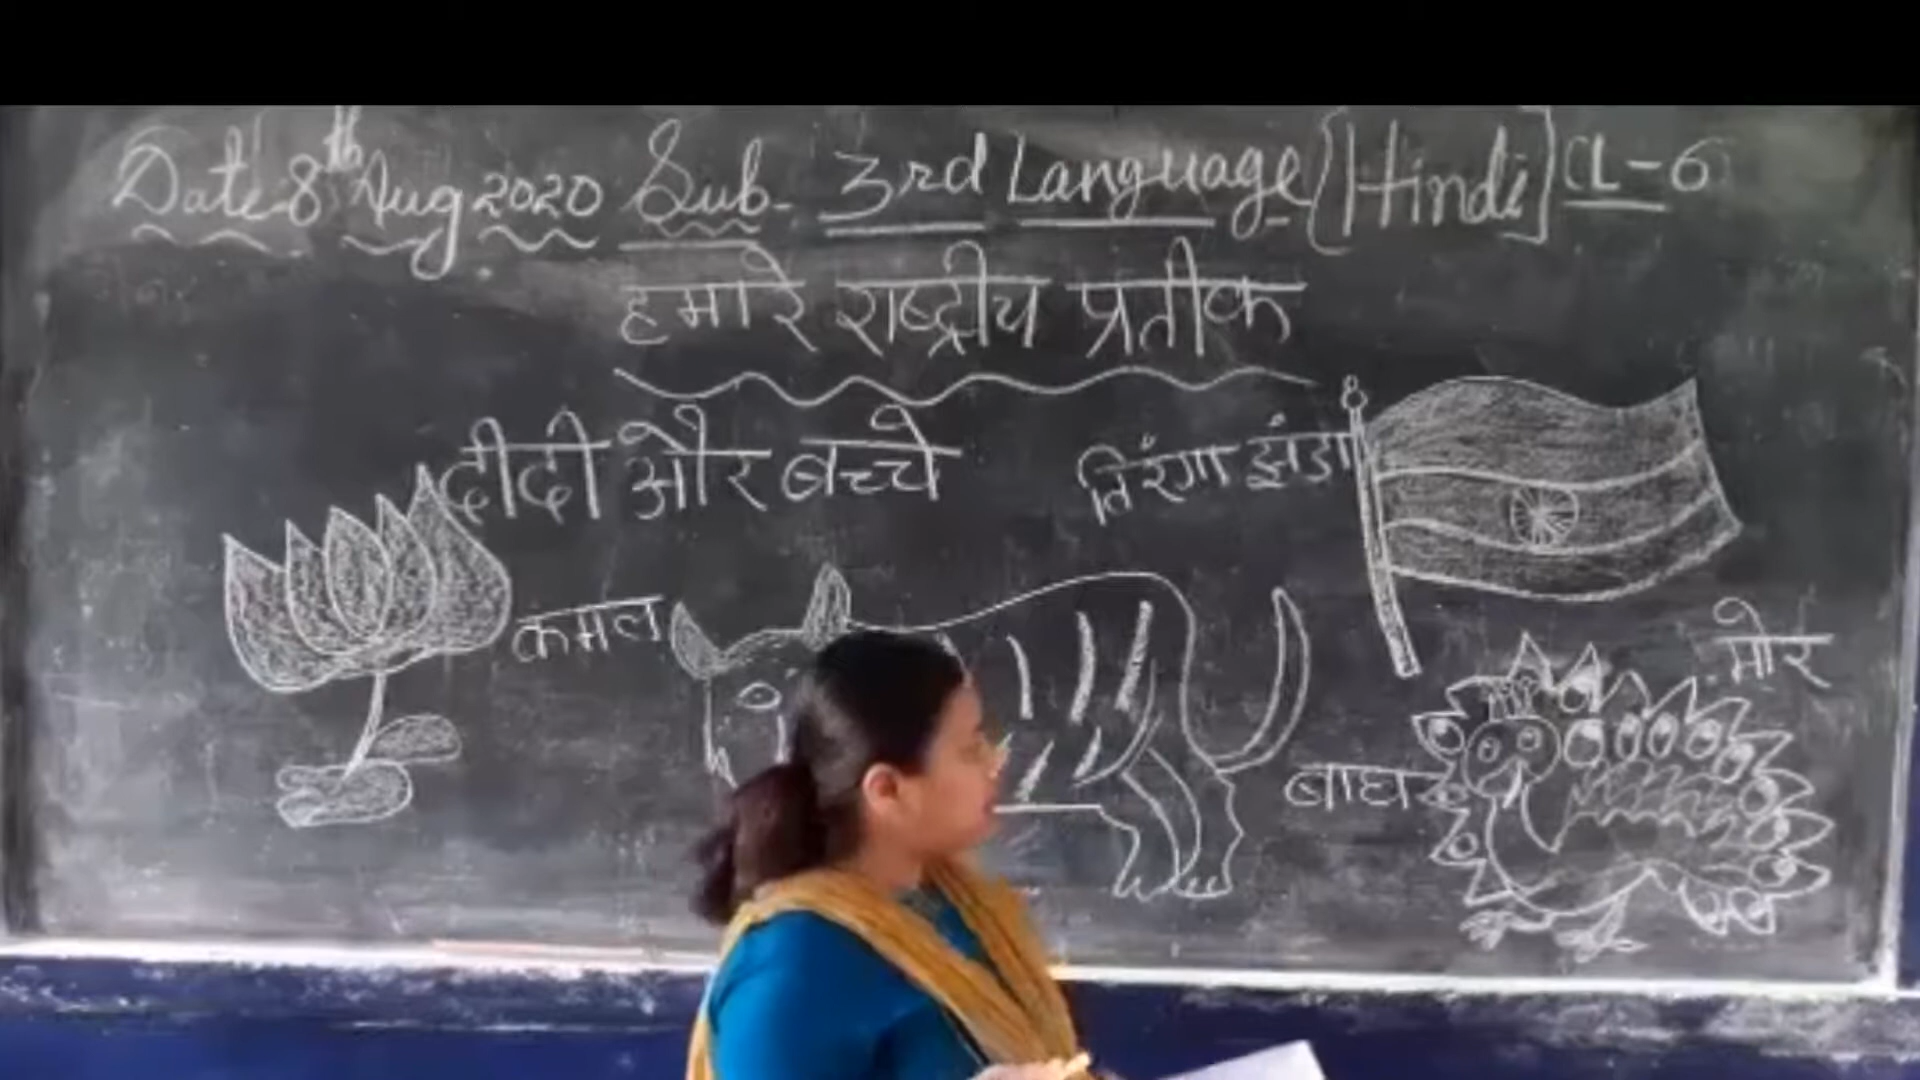 Date 8th Aug 2020 Sub- 3rd Language [Hindi] CL-6
हमारे राष्ट्रीय प्रतीक
दीदी और बच्चे
तिरंगा झंडा
कमल
मोर
बाघ